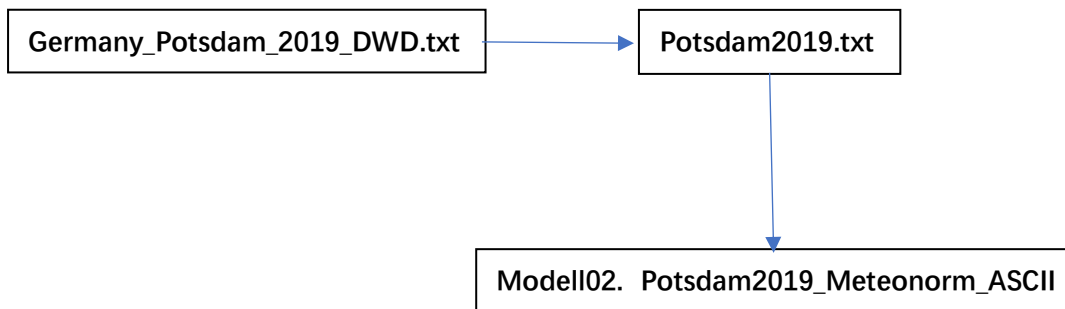 Germany_Potsdam_2019_DWD.txt
Potsdam2019.txt
Modell02. Potsdam2019_Meteonorm_ASCII